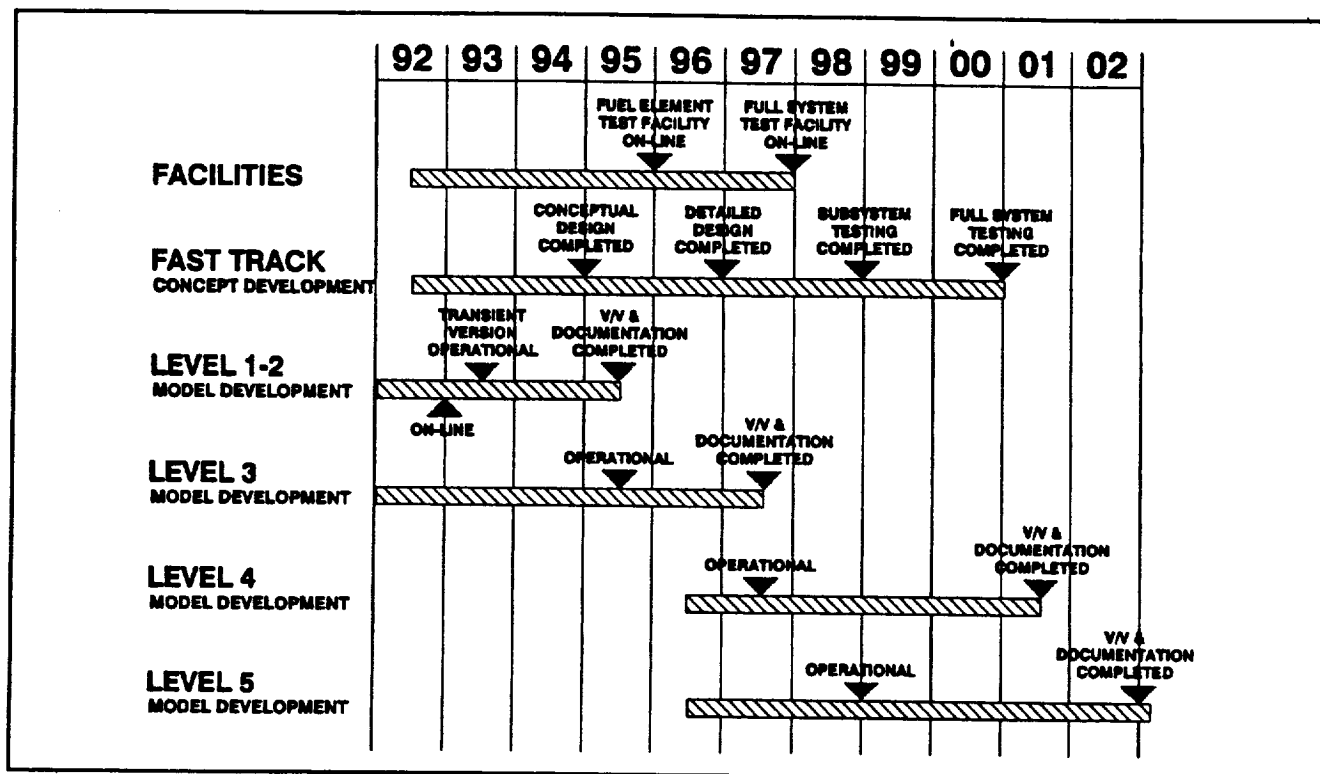 92 93 94 95 96 97 98 99 00 01 02
FUEL ELEMENT
TEST FACILITY
ON-LINE
FULL SYSTEM
TEST FACILITY
ON-LINE
FACILITIES
CONCEPTUAL
DESIGN
COMPLETED
DETAILED
DESIGN
COMPLETED
SUBSYSTEM
TESTING
COMPLETED
FULL SYSTEM
TESTING
COMPLETED
FAST TRACK
CONCEPT DEVELOPMENT
TRANSIENT
VERSION
OPERATIONAL
V/V &
DOCUMENTATION
COMPLETED
LEVEL 1-2
MODEL DEVELOPMENT
ON-LINE
OPERATIONAL
V/V &
DOCUMENTATION
COMPLETED
LEVEL 3
MODEL DEVELOPMENT
OPERATIONAL
V/V &
DOCUMENTATION
COMPLETED
LEVEL 4
MODEL DEVELOPMENT
OPERATIONAL
V/V &
DOCUMENTATION
COMPLETED
LEVEL 5
MODEL DEVELOPMENT